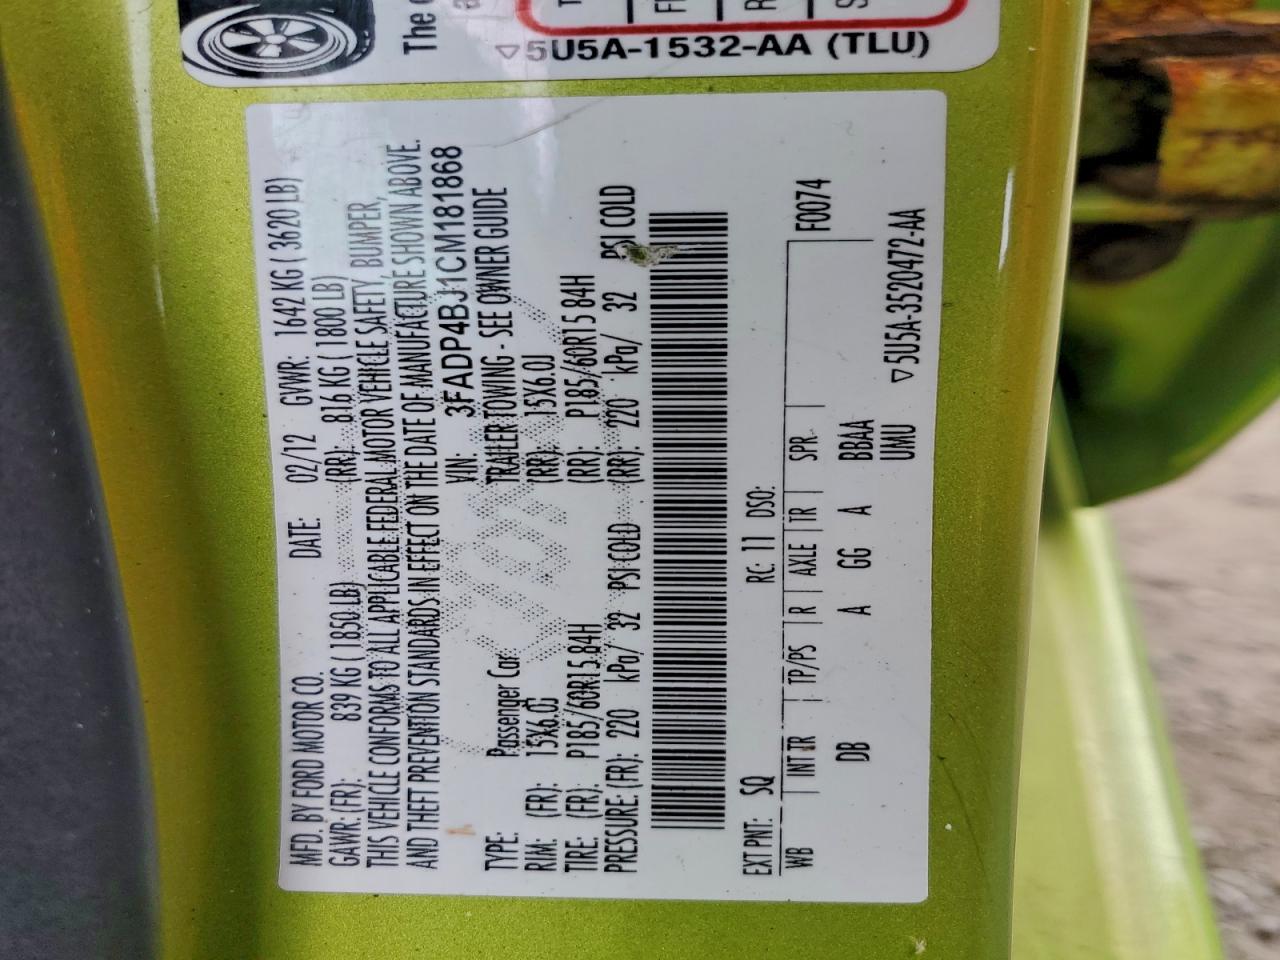 The
5U5A-1532-AA (TLU)
MFD. BY FORD MOTOR CO. DATE: 02/12 GVWR: 1642 KG ( 3620 LB)
GAWR: (FR): 839 KG ( 1850 LB) (RR): 816 KG ( 1800 LB)
THIS VEHICLE CONFORMS TO ALL APPLICABLE FEDERAL MOTOR VEHICLE SAFETY, BUMPER,
AND THEFT PREVENTION STANDARDS IN EFFECT ON THE DATE OF MANUFACTURE SHOWN ABOVE.
VIN: 3FADP4BJ1CM181868
TYPE: Passenger Car TRAILER TOWING - SEE OWNER GUIDE
RIM: (FR): 15X6.0J (RR): 15X6.0J
TIRE: (FR): P185/60R15 84H (RR): P185/60R15 84H
PRESSURE: (FR): 220 kPa/ 32 PSI COLD (RR): 220 kPa/ 32 PSI COLD
EXT PNT: SQ RC: 11 DSO: F0074
WB | INT TR | TP/PS | R | AXLE | TR | SPR |
DB A GG A BBAA
UMU
5U5A-3520472-AA